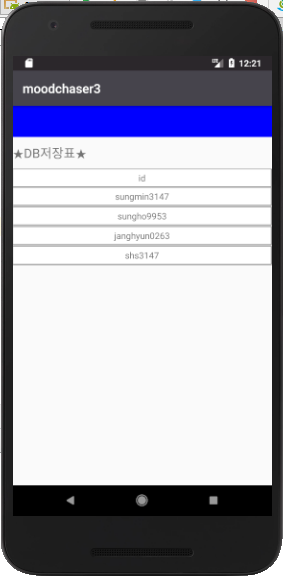 12:21
moodchaser3
★DB저장표★
id
sungmin3147
sungho9953
janghyun0263
shs3147